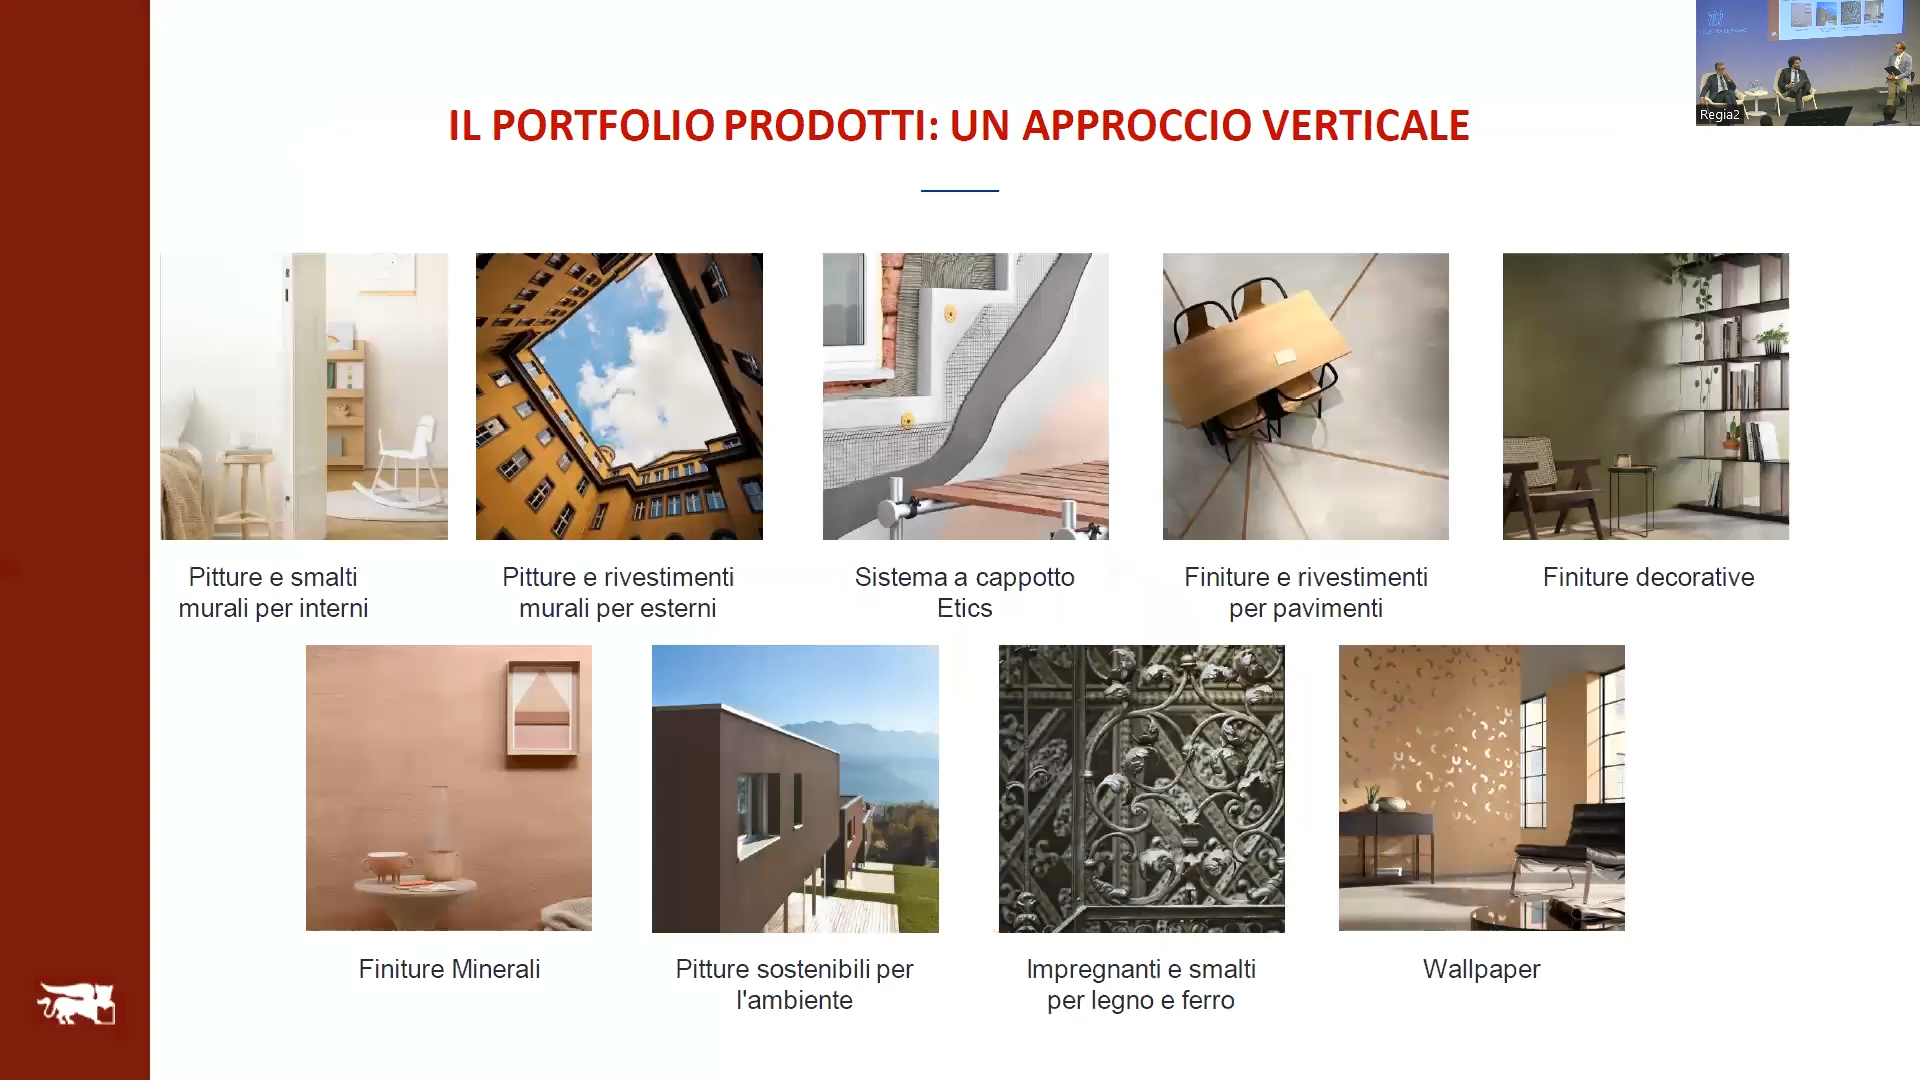 IL PORTFOLIO PRODOTTI: UN APPROCCIO VERTICALE
Regia2
Pitture e smalti
murali per interni
Pitture e rivestimenti
murali per esterni
Sistema a cappotto
Etics
Finiture e rivestimenti
per pavimenti
Finiture decorative
Finiture Minerali
Pitture sostenibili per
l'ambiente
Impregnanti e smalti
per legno e ferro
Wallpaper